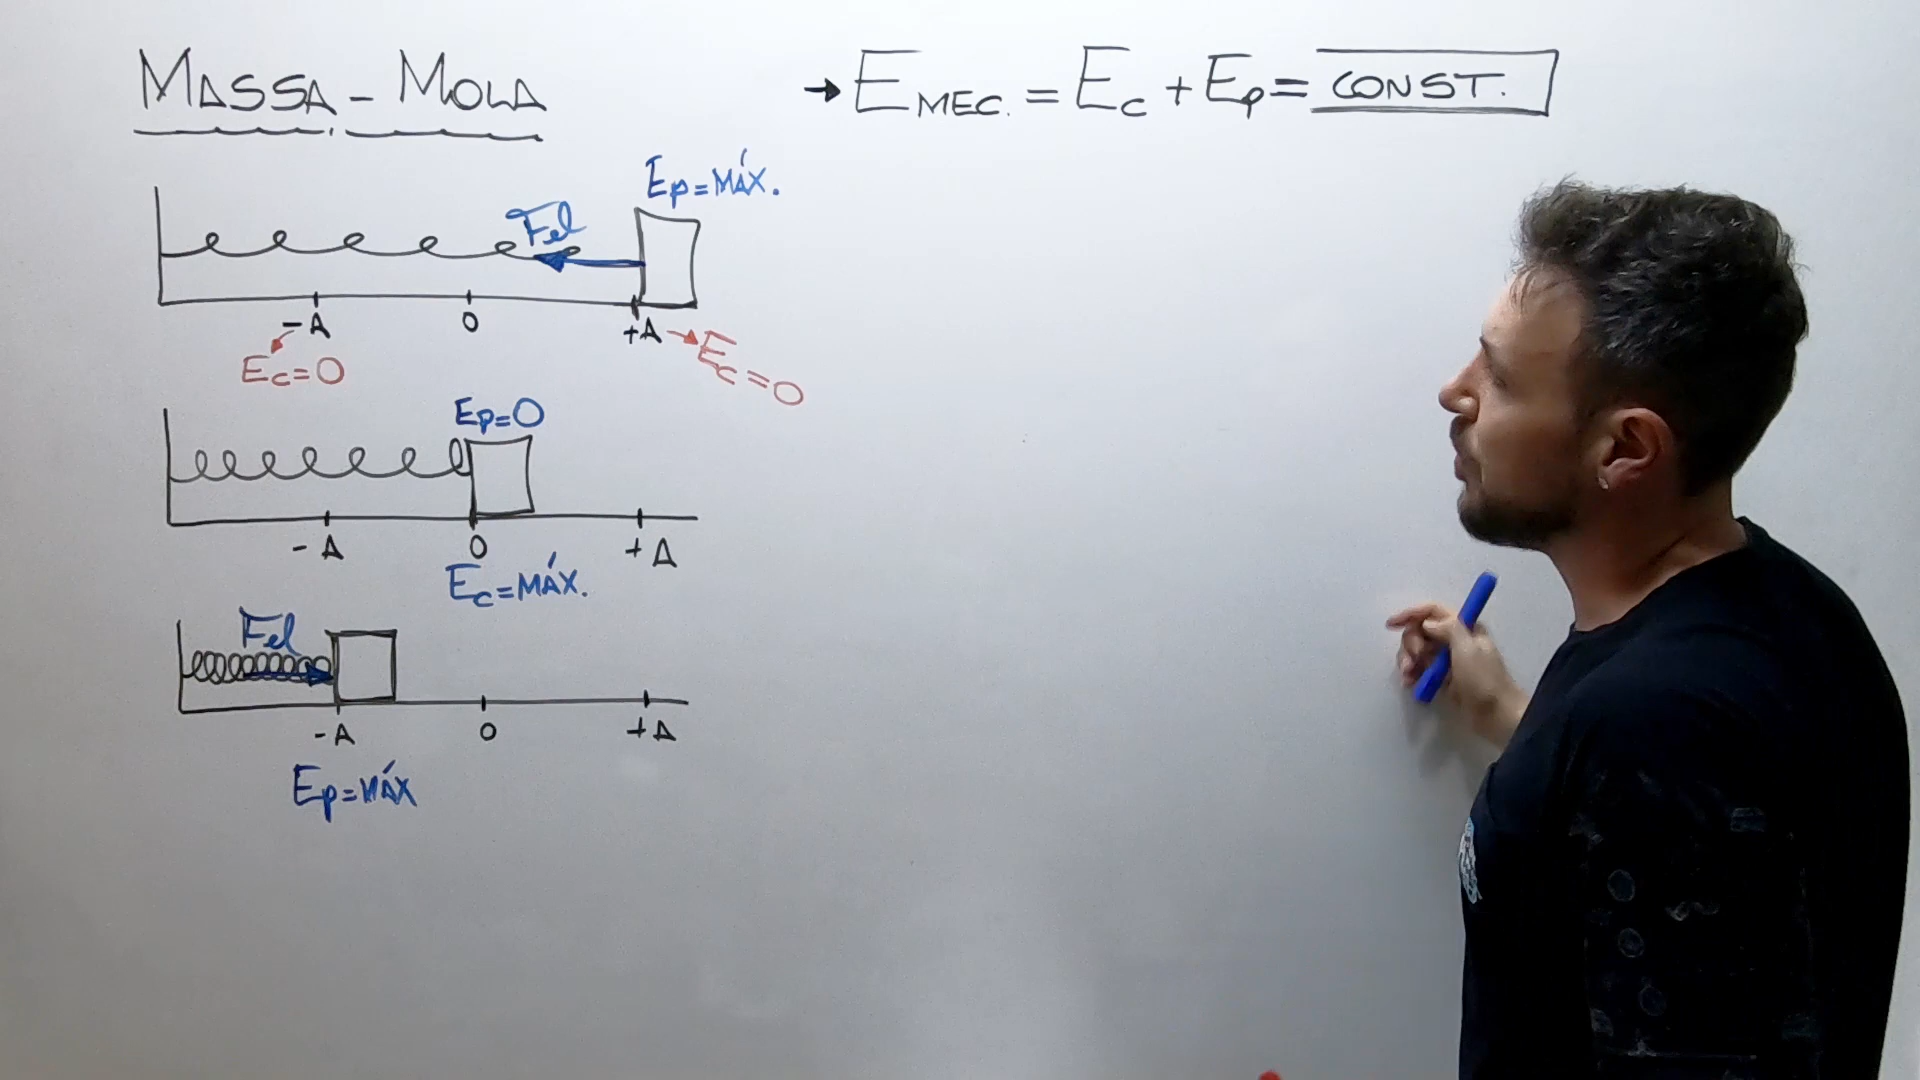 MASSA - MOLA
→ EMEC. = Ec + Ep = CONST.
Ep = MÁX.
Fel
-A 0 +A
Ec = 0 Ec = 0
Ep = 0
-A 0 +A
Ec = MÁX.
Fel
-A 0 +A
Ep = MÁX